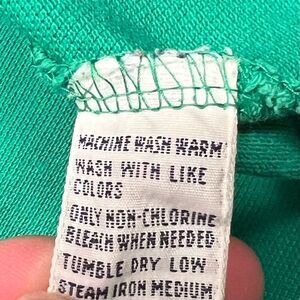 MACHINE WASH WARM
WASH WITH LIKE
COLORS
ONLY NON-CHLORINE
BLEACH WHEN NEEDED
TUMBLE DRY LOW
STEAM IRON MEDIUM